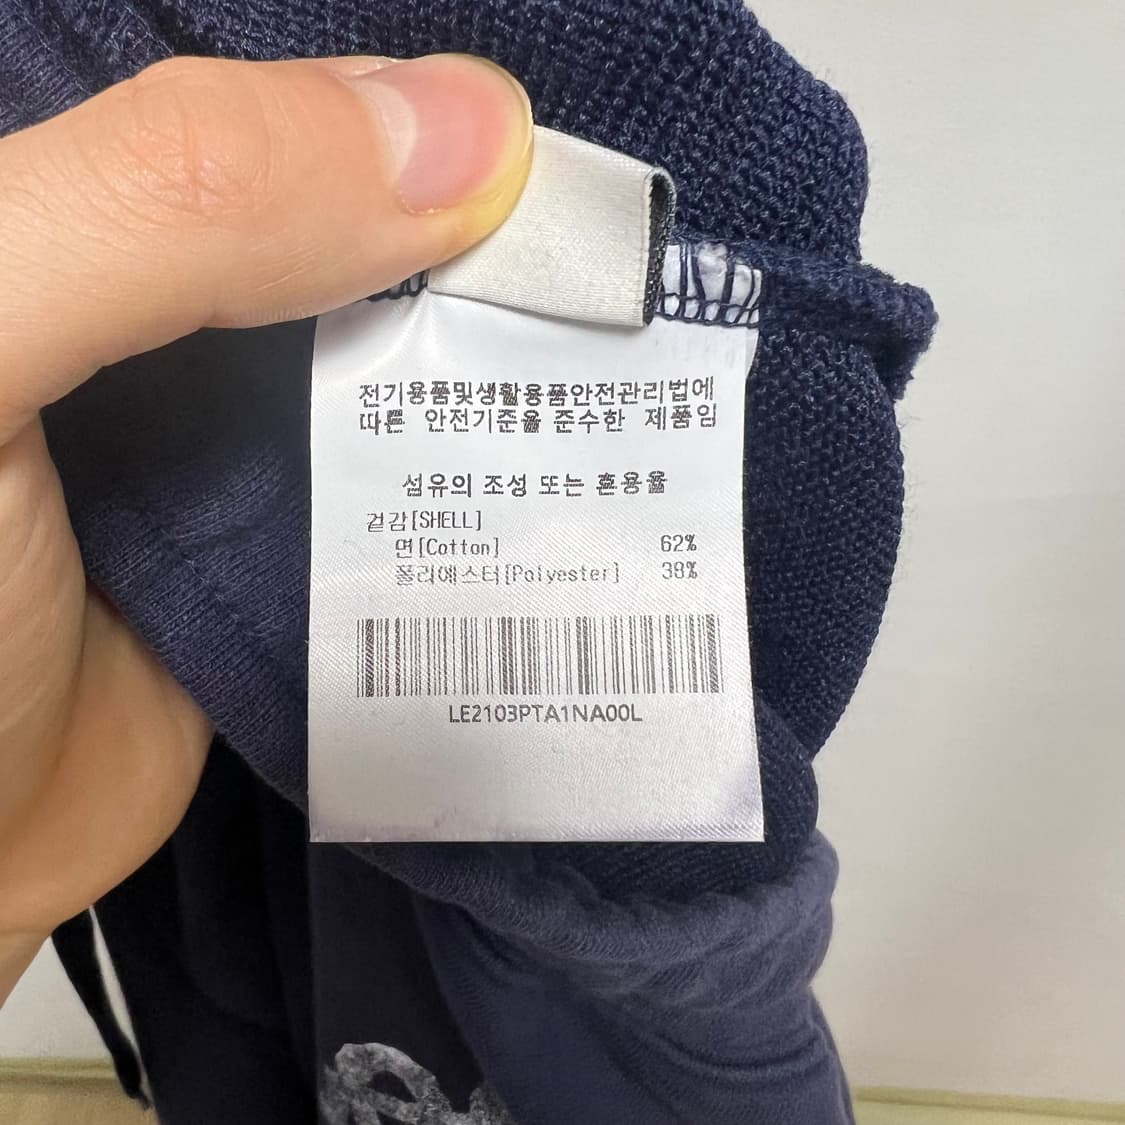 전기용품및생활용품안전관리법에
따른 안전기준을 준수한 제품임
섬유의 조성 또는 혼용율
겉감[SHELL]
면[Cotton] 62%
폴리에스터[Polyester] 38%
LE2103PTA1NA00L